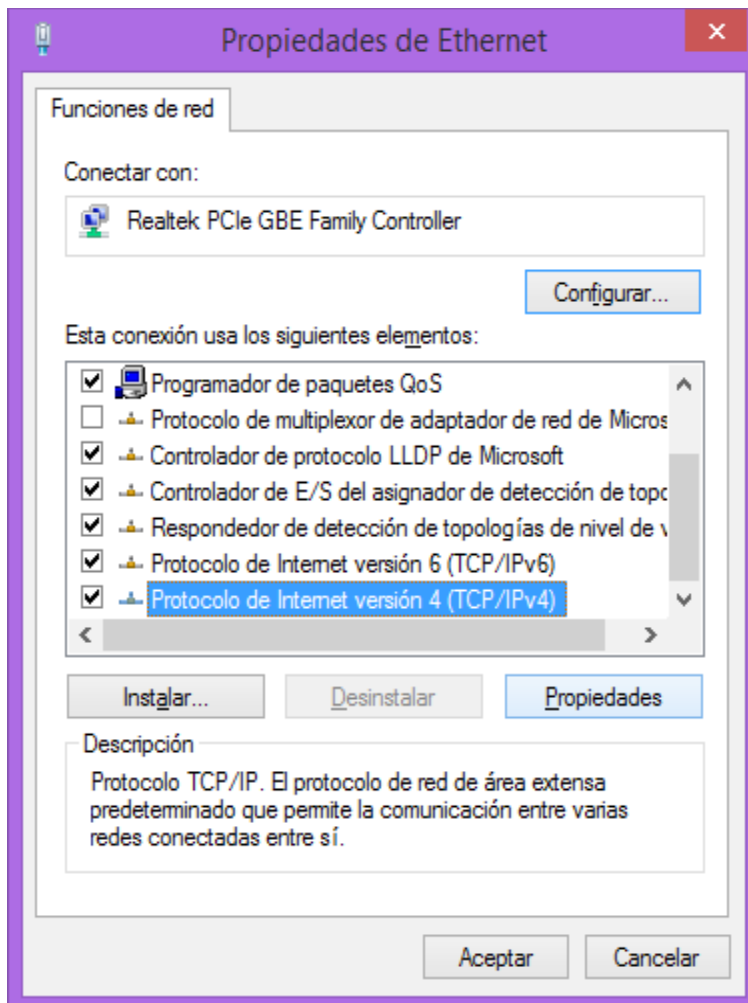 Propiedades de Ethernet
Funciones de red
Conectar con:
Realtek PCIe GBE Family Controller
Configurar...
Esta conexión usa los siguientes elementos:
Programador de paquetes QoS
Protocolo de multiplexor de adaptador de red de Micros
Controlador de protocolo LLDP de Microsoft
Controlador de E/S del asignador de detección de topo
Respondedor de detección de topologías de nivel de v
Protocolo de Internet versión 6 (TCP/IPv6)
Protocolo de Internet versión 4 (TCP/IPv4)
Instalar... Desinstalar Propiedades
Descripción
Protocolo TCP/IP. El protocolo de red de área extensa
predeterminado que permite la comunicación entre varias
redes conectadas entre sí.
Aceptar Cancelar